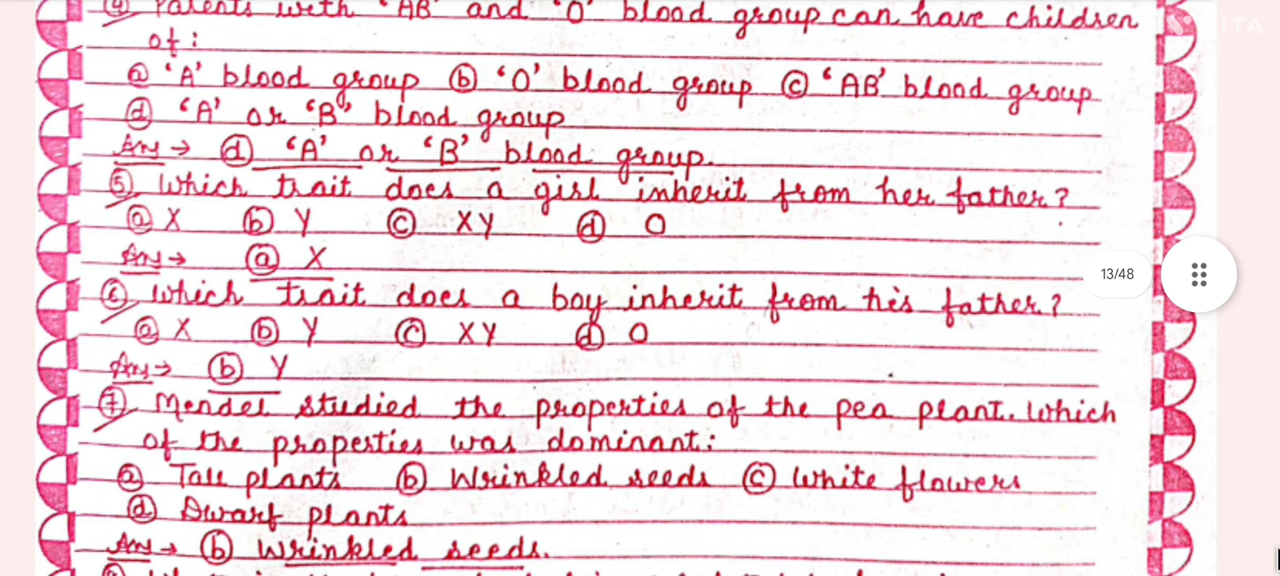 ④ Parents with 'AB' and 'O' blood group can have children
of:
ⓐ 'A' blood group ⓑ 'O' blood group ⓒ 'AB' blood group
ⓓ 'A' or 'B' blood group
Ans → ⓓ 'A' or 'B' blood group.
⑤ Which trait does a girl inherit from her father?
ⓐ X ⓑ Y ⓒ XY ⓓ O
Ans → ⓐ X
⑥ Which trait does a boy inherit from his father?
ⓐ X ⓑ Y ⓒ XY ⓓ O
Ans → ⓑ Y
⑦ Mendel studied the properties of the pea plant. Which
of the properties was dominant:
ⓐ Tall plants ⓑ Wrinkled seeds ⓒ White flowers
ⓓ Dwarf plants
Ans → ⓑ Wrinkled seeds.
13/48